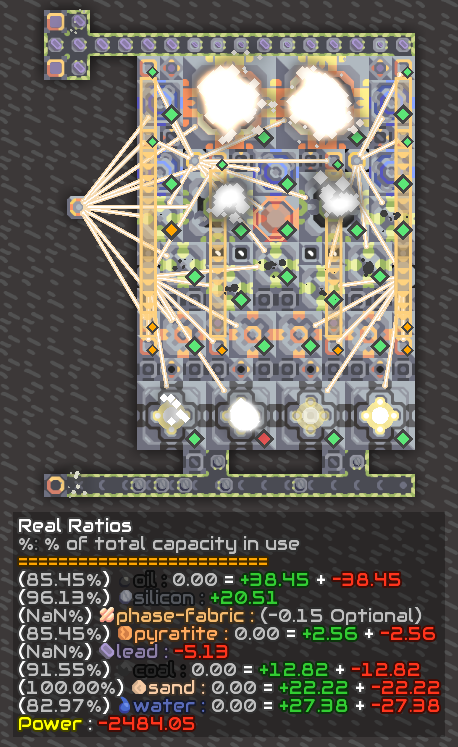 Real Ratios
%: % of total capacity in use
=========================
(85.45%) oil : 0.00 = +38.45 + -38.45
(96.13%) silicon : +20.51
(NaN%) phase-fabric : (-0.15 Optional)
(85.45%) pyratite : 0.00 = +2.56 + -2.56
(NaN%) lead : -5.13
(91.55%) coal : 0.00 = +12.82 + -12.82
(100.00%) sand : 0.00 = +22.22 + -22.22
(82.97%) water : 0.00 = +27.38 + -27.38
Power : -2484.05